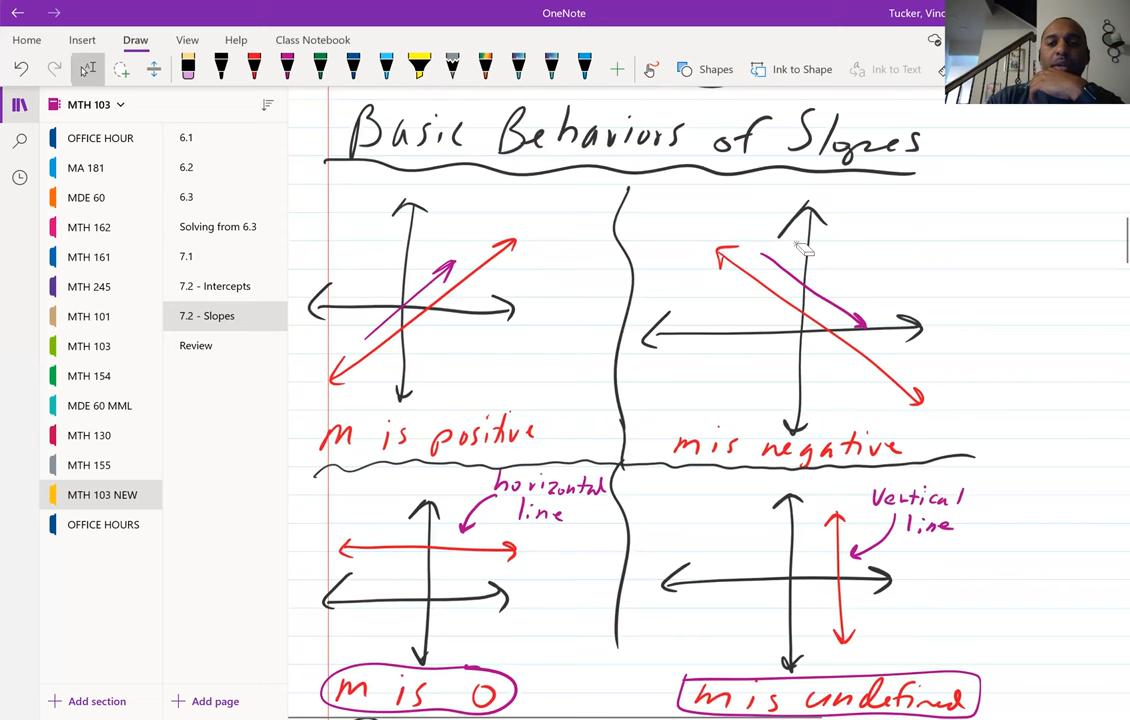 OneNote
Tucker, Vinc
Home Insert Draw View Help Class Notebook
Shapes Ink to Shape Ink to Text
MTH 103
OFFICE HOUR
MA 181
MDE 60
MTH 162
MTH 161
MTH 245
MTH 101
MTH 103
MTH 154
MDE 60 MML
MTH 130
MTH 155
MTH 103 NEW
OFFICE HOURS
Add section
6.1
6.2
6.3
Solving from 6.3
7.1
7.2 - Intercepts
7.2 - Slopes
Review
Add page
Basic Behaviors of Slopes
m is positive
m is negative
horizontal
line
m is 0
Vertical
line
m is undefined